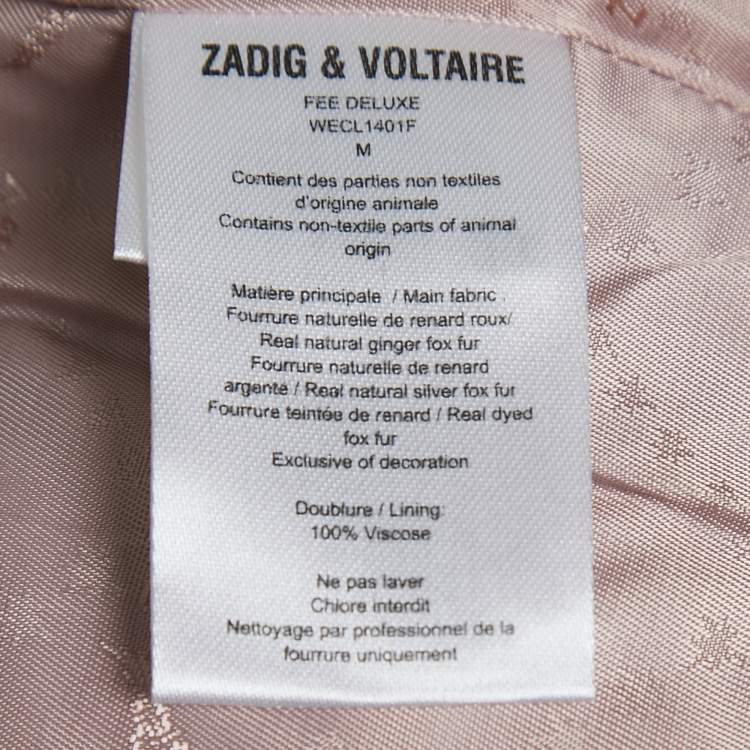 ZADIG & VOLTAIRE
FEE DELUXE
WECL1401F
M
Contient des parties non textiles
d'origine animale
Contains non-textile parts of animal
origin
Matière principale / Main fabric :
Fourrure naturelle de renard roux/
Real natural ginger fox fur
Fourrure naturelle de renard
argenté / Real natural silver fox fur
Fourrure teintée de renard / Real dyed
fox fur
Exclusive of decoration
Doublure / Lining:
100% Viscose
Ne pas laver
Chlore interdit
Nettoyage par professionnel de la
fourrure uniquement